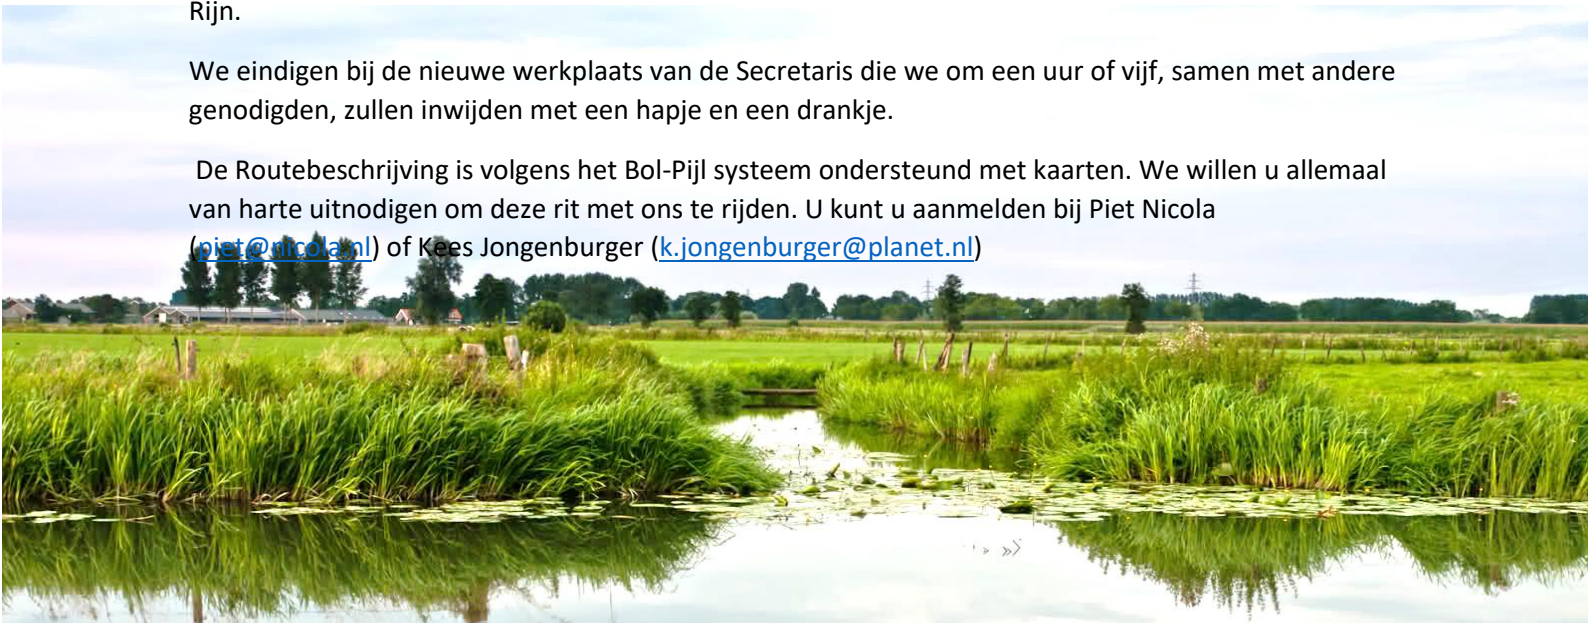 Rijn.
We eindigen bij de nieuwe werkplaats van de Secretaris die we om een uur of vijf, samen met andere
genodigden, zullen inwijden met een hapje en een drankje.
De Routebeschrijving is volgens het Bol-Pijl systeem ondersteund met kaarten. We willen u allemaal
van harte uitnodigen om deze rit met ons te rijden. U kunt u aanmelden bij Piet Nicola
(piet@nicola.nl) of Kees Jongenburger (k.jongenburger@planet.nl)